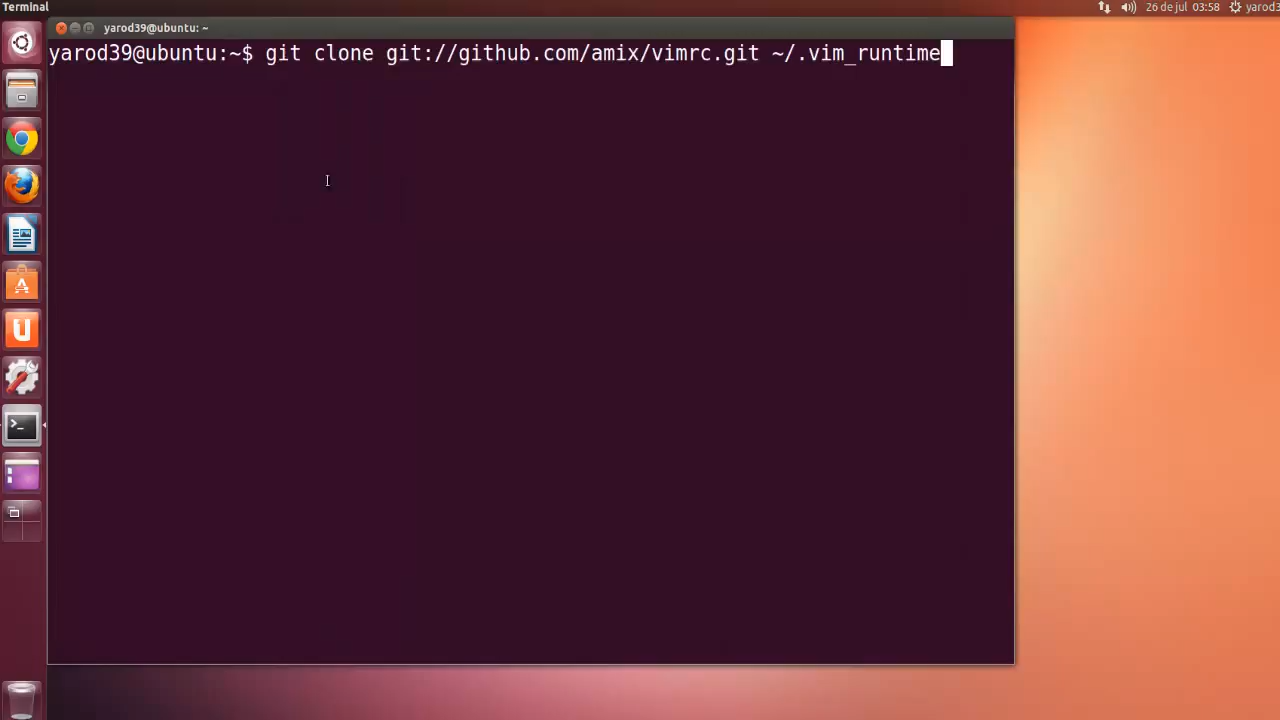 Terminal
26 de jul 03:58
yarod3
yarod39@ubuntu: ~
yarod39@ubuntu:~$ git clone git://github.com/amix/vimrc.git ~/.vim_runtime